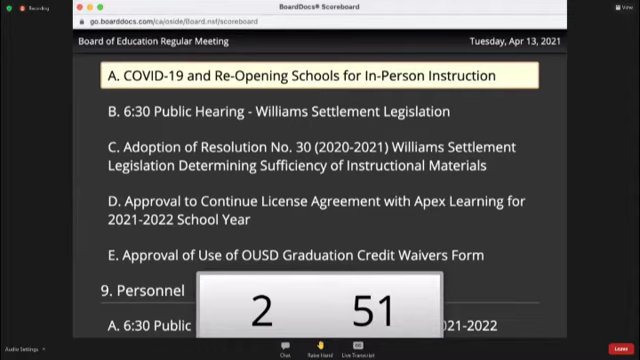 Recording
BoardDocs® Scoreboard
View
go.boarddocs.com/ca/oside/Board.nsf/scoreboard
Board of Education Regular Meeting
Tuesday, Apr 13, 2021
A. COVID-19 and Re-Opening Schools for In-Person Instruction
B. 6:30 Public Hearing - Williams Settlement Legislation
C. Adoption of Resolution No. 30 (2020-2021) Williams Settlement
Legislation Determining Sufficiency of Instructional Materials
D. Approval to Continue License Agreement with Apex Learning for
2021-2022 School Year
E. Approval of Use of OUSD Graduation Credit Waivers Form
9. Personnel
2 51
A. 6:30 Public
021-2022
Audio Settings
Chat
Raise Hand
Live Transcript
Leave